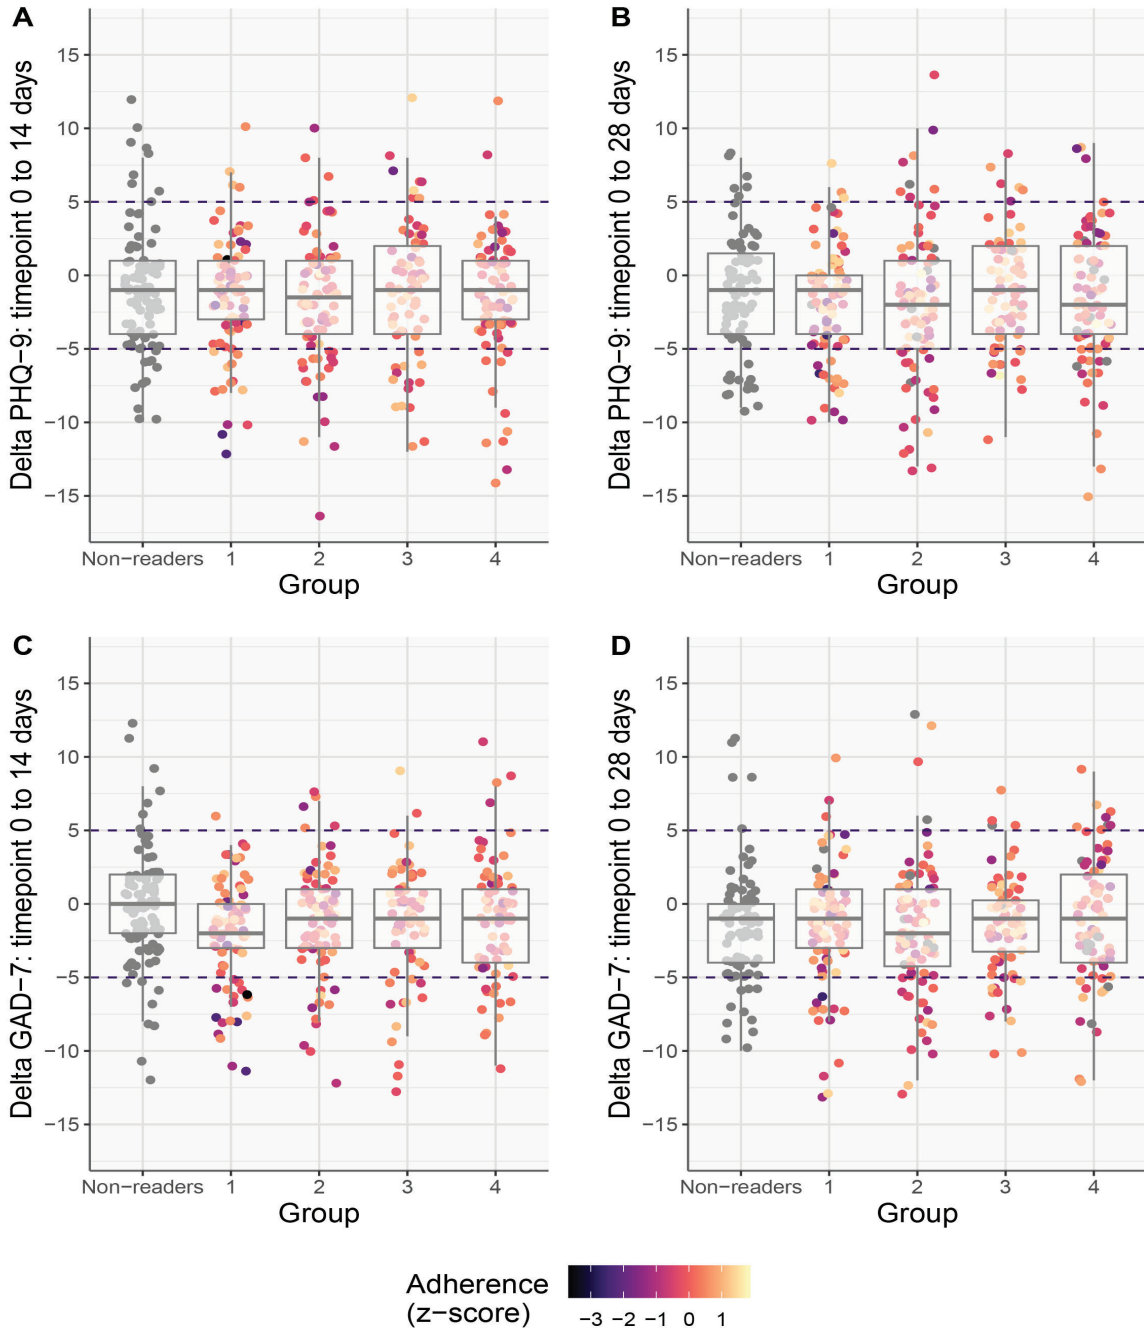 A
Delta PHQ−9: timepoint 0 to 14 days
15
10
5
0
−5
−10
−15
Non−readers 1 2 3 4
Group
B
Delta PHQ−9: timepoint 0 to 28 days
15
10
5
0
−5
−10
−15
Non−readers 1 2 3 4
Group
C
Delta GAD−7: timepoint 0 to 14 days
15
10
5
0
−5
−10
−15
Non−readers 1 2 3 4
Group
D
Delta GAD−7: timepoint 0 to 28 days
15
10
5
0
−5
−10
−15
Non−readers 1 2 3 4
Group
Adherence
(z−score)
−3 −2 −1 0 1